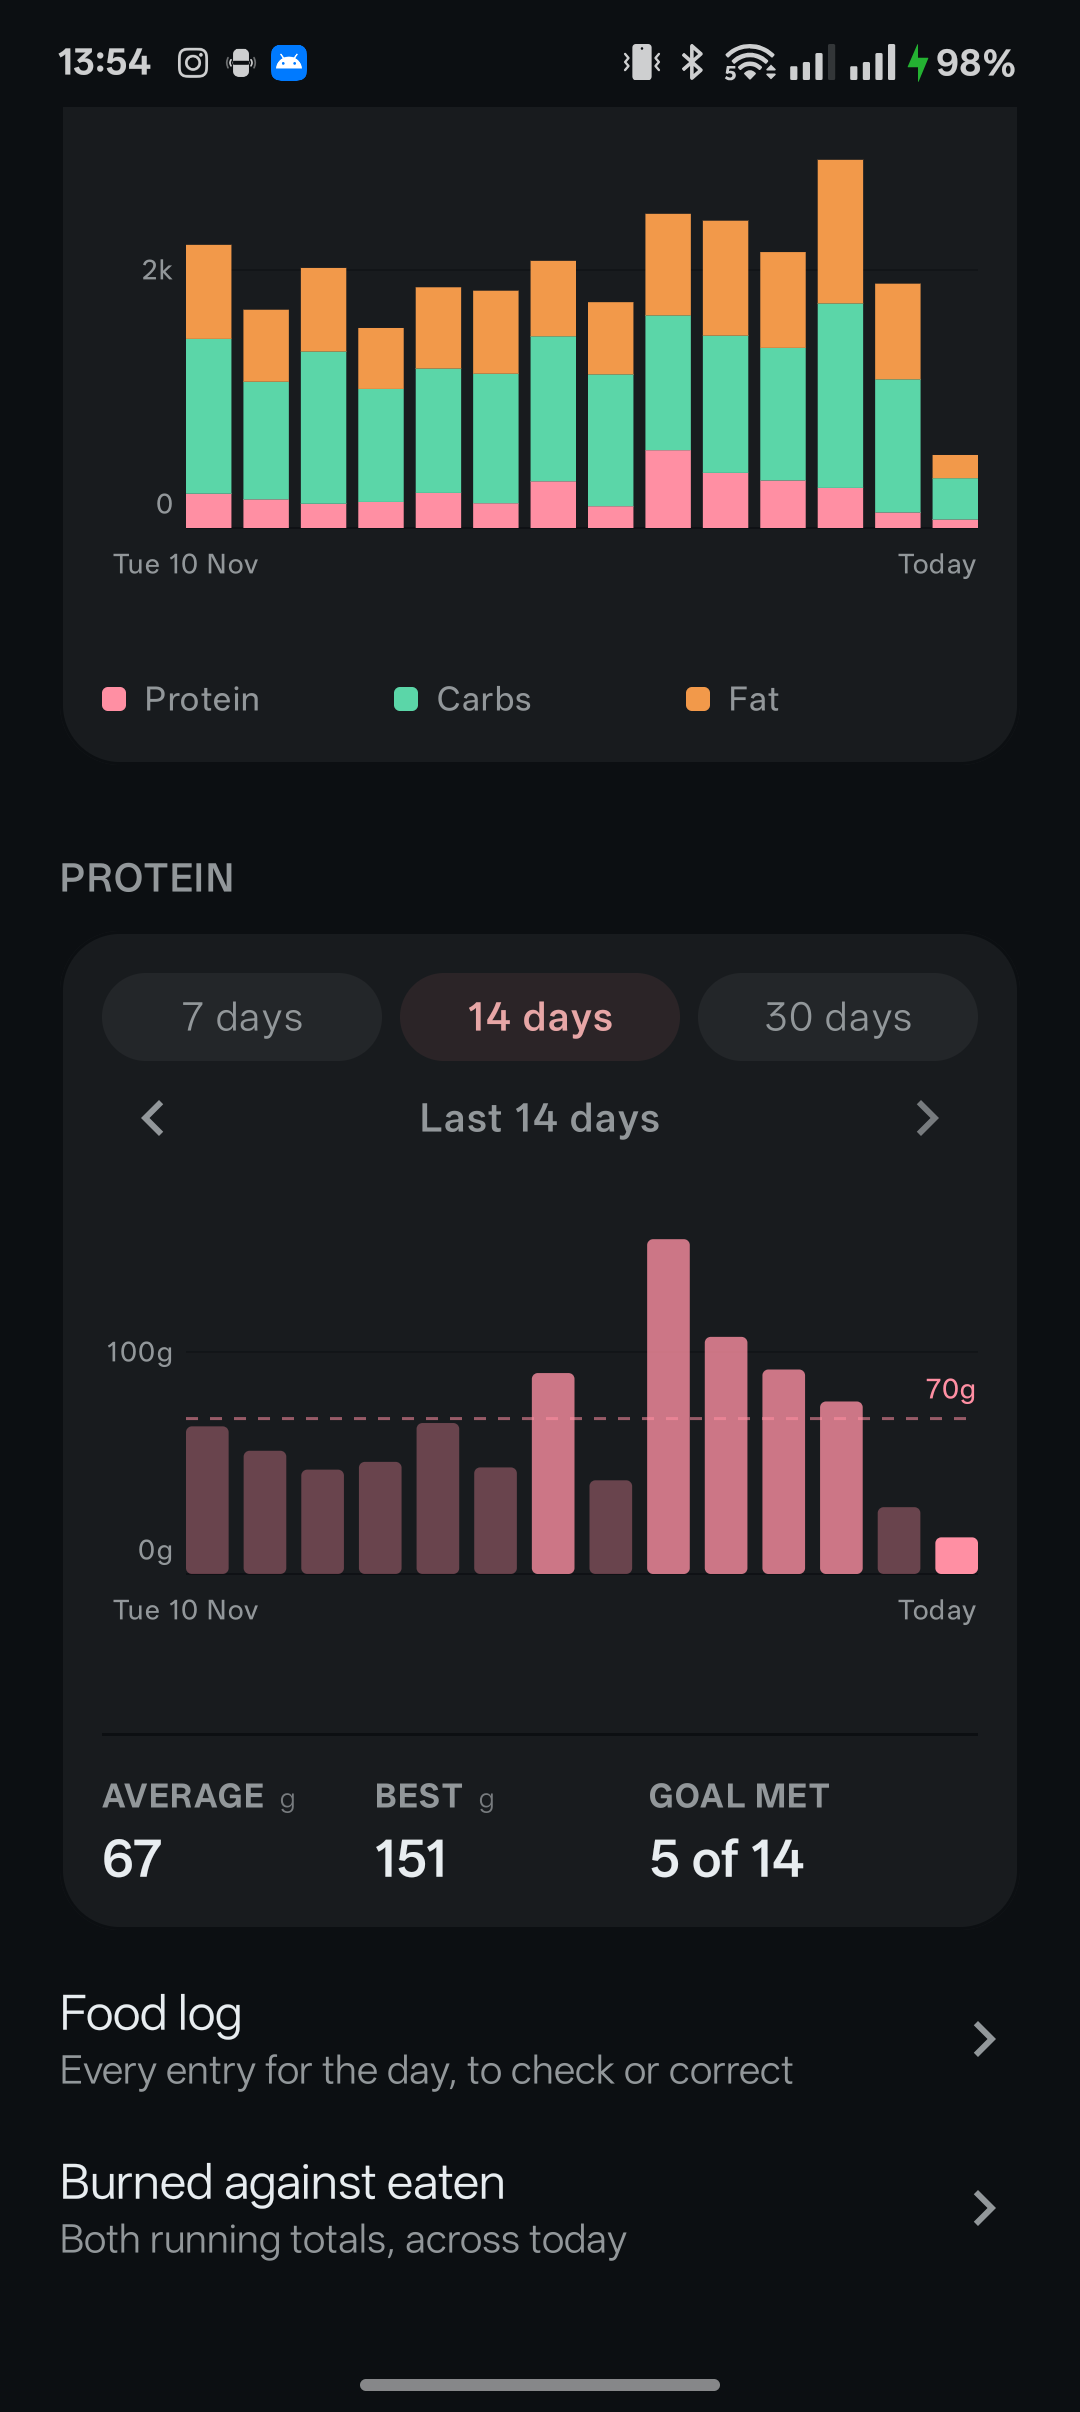 13:54
5
98%
2k
0
Tue 10 Nov
Today
Protein
Carbs
Fat
PROTEIN
7 days
14 days
30 days
Last 14 days
100g
70g
0g
Tue 10 Nov
Today
AVERAGE g
BEST g
GOAL MET
67
151
5 of 14
Food log
Every entry for the day, to check or correct
Burned against eaten
Both running totals, across today